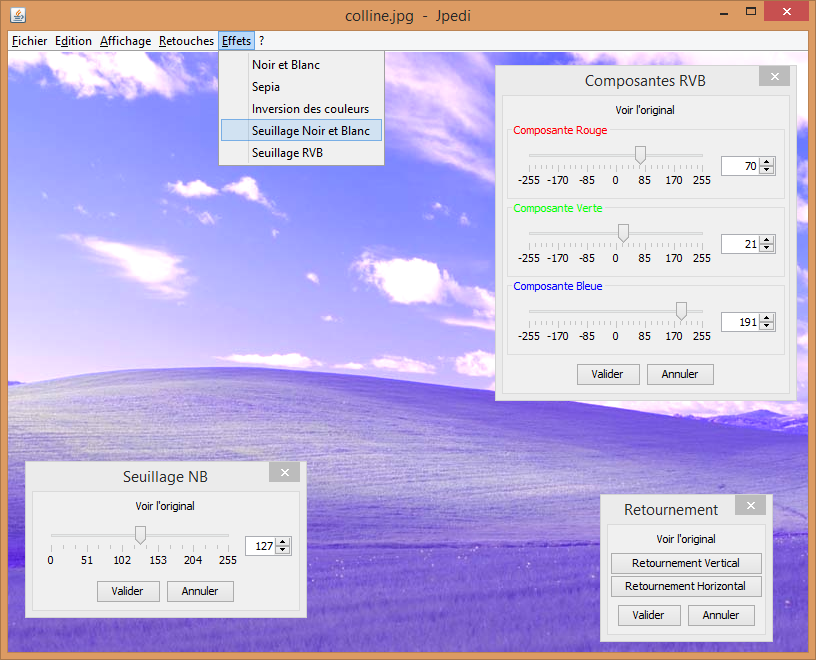 colline.jpg - Jpedi
Fichier Edition Affichage Retouches Effets ?
Noir et Blanc
Sepia
Inversion des couleurs
Seuillage Noir et Blanc
Seuillage RVB
Composantes RVB
Voir l'original
Composante Rouge
-255 -170 -85 0 85 170 255
70
Composante Verte
-255 -170 -85 0 85 170 255
21
Composante Bleue
-255 -170 -85 0 85 170 255
191
Valider Annuler
Seuillage NB
Voir l'original
0 51 102 153 204 255
127
Valider Annuler
Retournement
Voir l'original
Retournement Vertical
Retournement Horizontal
Valider Annuler